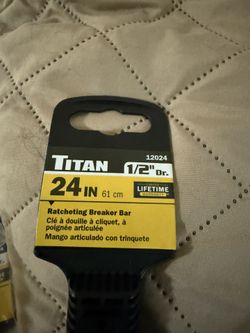 TITAN
12024
1/2" Dr.
24 IN 61 cm
LIFETIME
Ratcheting Breaker Bar
Clé à douille à cliquet, à
poignée articulée
Mango articulado con trinquete